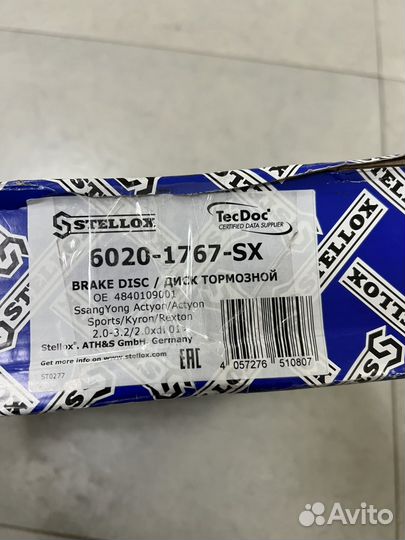 STELLOX
TecDoc
CERTIFIED DATA SUPPLIER
6020-1767-SX
BRAKE DISC / ДИСК ТОРМОЗНОЙ
OE 4840109001
SsangYong Actyon/Actyon
Sports/Kyron/Rexton
2.0-3.2/2.0xdi 01>
Stellox®, ATH&S GmbH, Germany
Get more info on www.stellox.com
ST0277
4 057276 510807
STELLOX
STELLOX
Avito